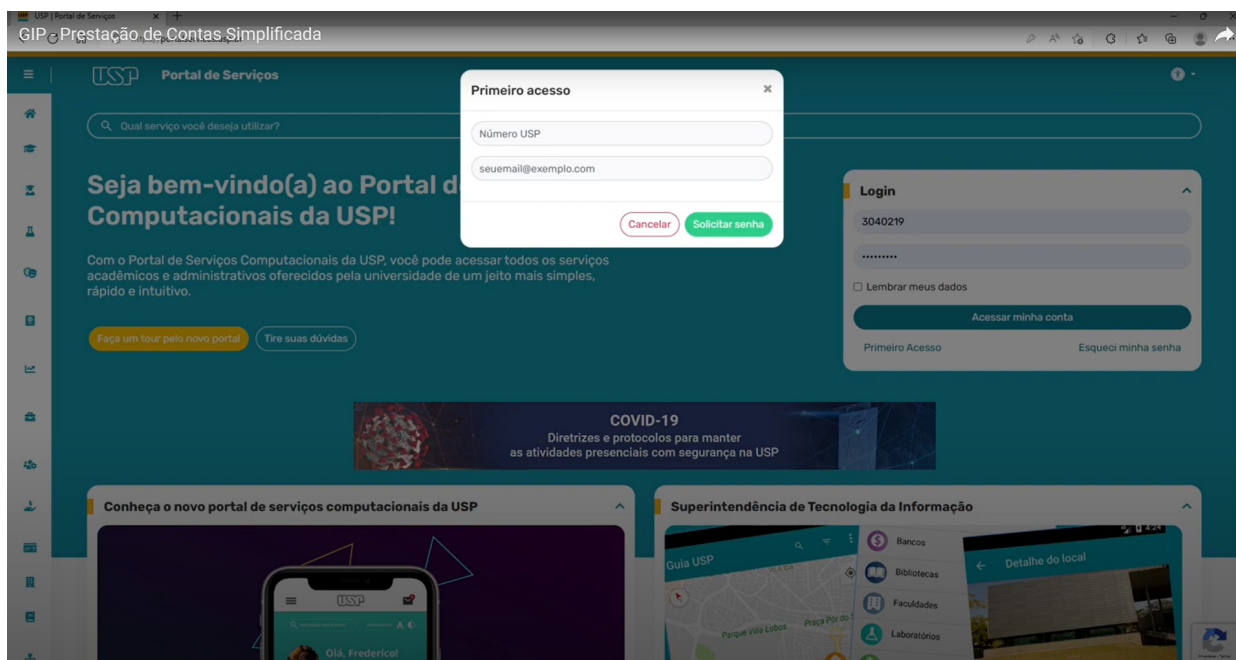 USP | Portal de Serviços
GIP - Prestação de Contas Simplificada
USP
Portal de Serviços
Qual serviço você deseja utilizar?
Primeiro acesso
Número USP
seuemail@exemplo.com
Cancelar
Solicitar senha
Seja bem-vindo(a) ao Portal d
Computacionais da USP!
Com o Portal de Serviços Computacionais da USP, você pode acessar todos os serviços
acadêmicos e administrativos oferecidos pela universidade de um jeito mais simples,
rápido e intuitivo.
Faça um tour pelo novo portal
Tire suas dúvidas
Login
3040219
•••••••••
Lembrar meus dados
Acessar minha conta
Primeiro Acesso
Esqueci minha senha
COVID-19
Diretrizes e protocolos para manter
as atividades presenciais com segurança na USP
Conheça o novo portal de serviços computacionais da USP
USP
Olá, Frederico!
Superintendência de Tecnologia da Informação
Guia USP
Parque Villa Lobos
Bancos
Bibliotecas
Faculdades
Laboratórios
4:24
Detalhe do local